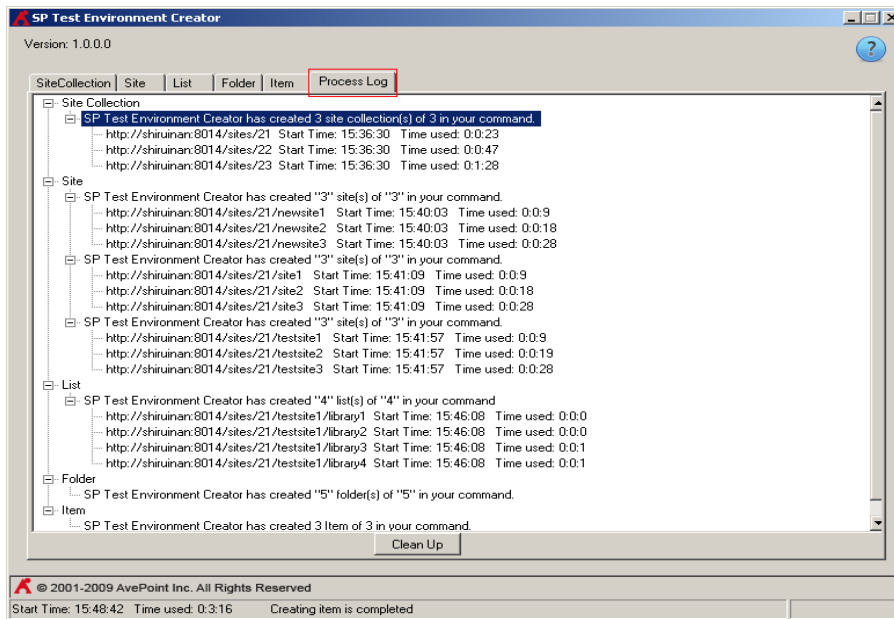 SP Test Environment Creator
Version: 1.0.0.0
?
SiteCollection Site List Folder Item Process Log
Site Collection
SP Test Environment Creator has created 3 site collection(s) of 3 in your command.
http://shiruinan:8014/sites/21 Start Time: 15:36:30 Time used: 0:0:23
http://shiruinan:8014/sites/22 Start Time: 15:36:30 Time used: 0:0:47
http://shiruinan:8014/sites/23 Start Time: 15:36:30 Time used: 0:1:28
Site
SP Test Environment Creator has created "3" site(s) of "3" in your command.
http://shiruinan:8014/sites/21/newsite1 Start Time: 15:40:03 Time used: 0:0:9
http://shiruinan:8014/sites/21/newsite2 Start Time: 15:40:03 Time used: 0:0:18
http://shiruinan:8014/sites/21/newsite3 Start Time: 15:40:03 Time used: 0:0:28
SP Test Environment Creator has created "3" site(s) of "3" in your command.
http://shiruinan:8014/sites/21/site1 Start Time: 15:41:09 Time used: 0:0:9
http://shiruinan:8014/sites/21/site2 Start Time: 15:41:09 Time used: 0:0:18
http://shiruinan:8014/sites/21/site3 Start Time: 15:41:09 Time used: 0:0:28
SP Test Environment Creator has created "3" site(s) of "3" in your command.
http://shiruinan:8014/sites/21/testsite1 Start Time: 15:41:57 Time used: 0:0:9
http://shiruinan:8014/sites/21/testsite2 Start Time: 15:41:57 Time used: 0:0:19
http://shiruinan:8014/sites/21/testsite3 Start Time: 15:41:57 Time used: 0:0:28
List
SP Test Environment Creator has created "4" list(s) of "4" in your command
http://shiruinan:8014/sites/21/testsite1/library1 Start Time: 15:46:08 Time used: 0:0:0
http://shiruinan:8014/sites/21/testsite1/library2 Start Time: 15:46:08 Time used: 0:0:0
http://shiruinan:8014/sites/21/testsite1/library3 Start Time: 15:46:08 Time used: 0:0:1
http://shiruinan:8014/sites/21/testsite1/library4 Start Time: 15:46:08 Time used: 0:0:1
Folder
SP Test Environment Creator has created "5" folder(s) of "5" in your command.
Item
SP Test Environment Creator has created 3 Item of 3 in your command.
Clean Up
© 2001-2009 AvePoint Inc. All Rights Reserved
Start Time: 15:48:42 Time used: 0:3:16 Creating item is completed